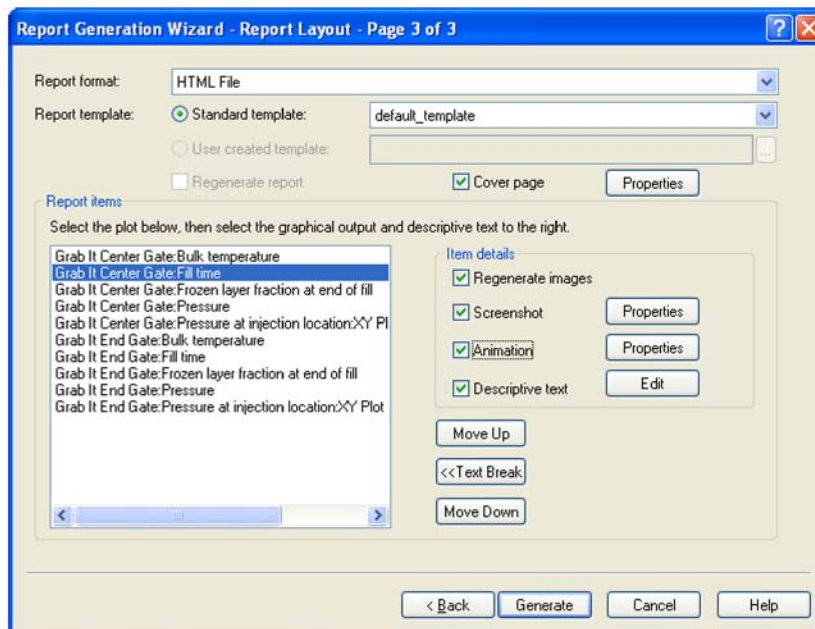 Report Generation Wizard - Report Layout - Page 3 of 3
Report format: HTML File
Report template: Standard template: default_template
User created template: ...
Regenerate report Cover page Properties
Report items
Select the plot below, then select the graphical output and descriptive text to the right.
Grab It Center Gate:Bulk temperature
Grab It Center Gate:Fill time
Grab It Center Gate:Frozen layer fraction at end of fill
Grab It Center Gate:Pressure
Grab It Center Gate:Pressure at injection location:XY Pl
Grab It End Gate:Bulk temperature
Grab It End Gate:Fill time
Grab It End Gate:Frozen layer fraction at end of fill
Grab It End Gate:Pressure
Grab It End Gate:Pressure at injection location:XY Plot
Item details
Regenerate images
Screenshot Properties
Animation Properties
Descriptive text Edit
Move Up
<<Text Break
Move Down
< Back Generate Cancel Help